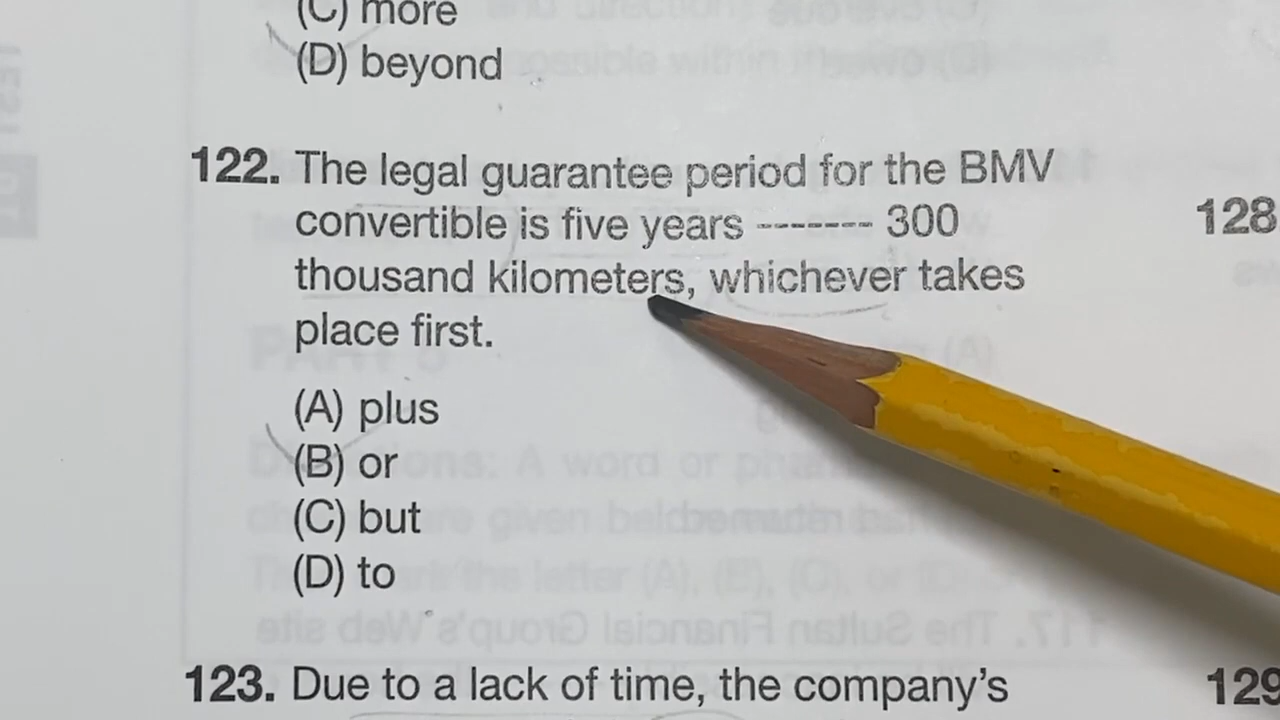 (C) more
(D) beyond
122. The legal guarantee period for the BMV
convertible is five years ------- 300
thousand kilometers, whichever takes
place first.
(A) plus
(B) or
(C) but
(D) to
123. Due to a lack of time, the company's
128
129